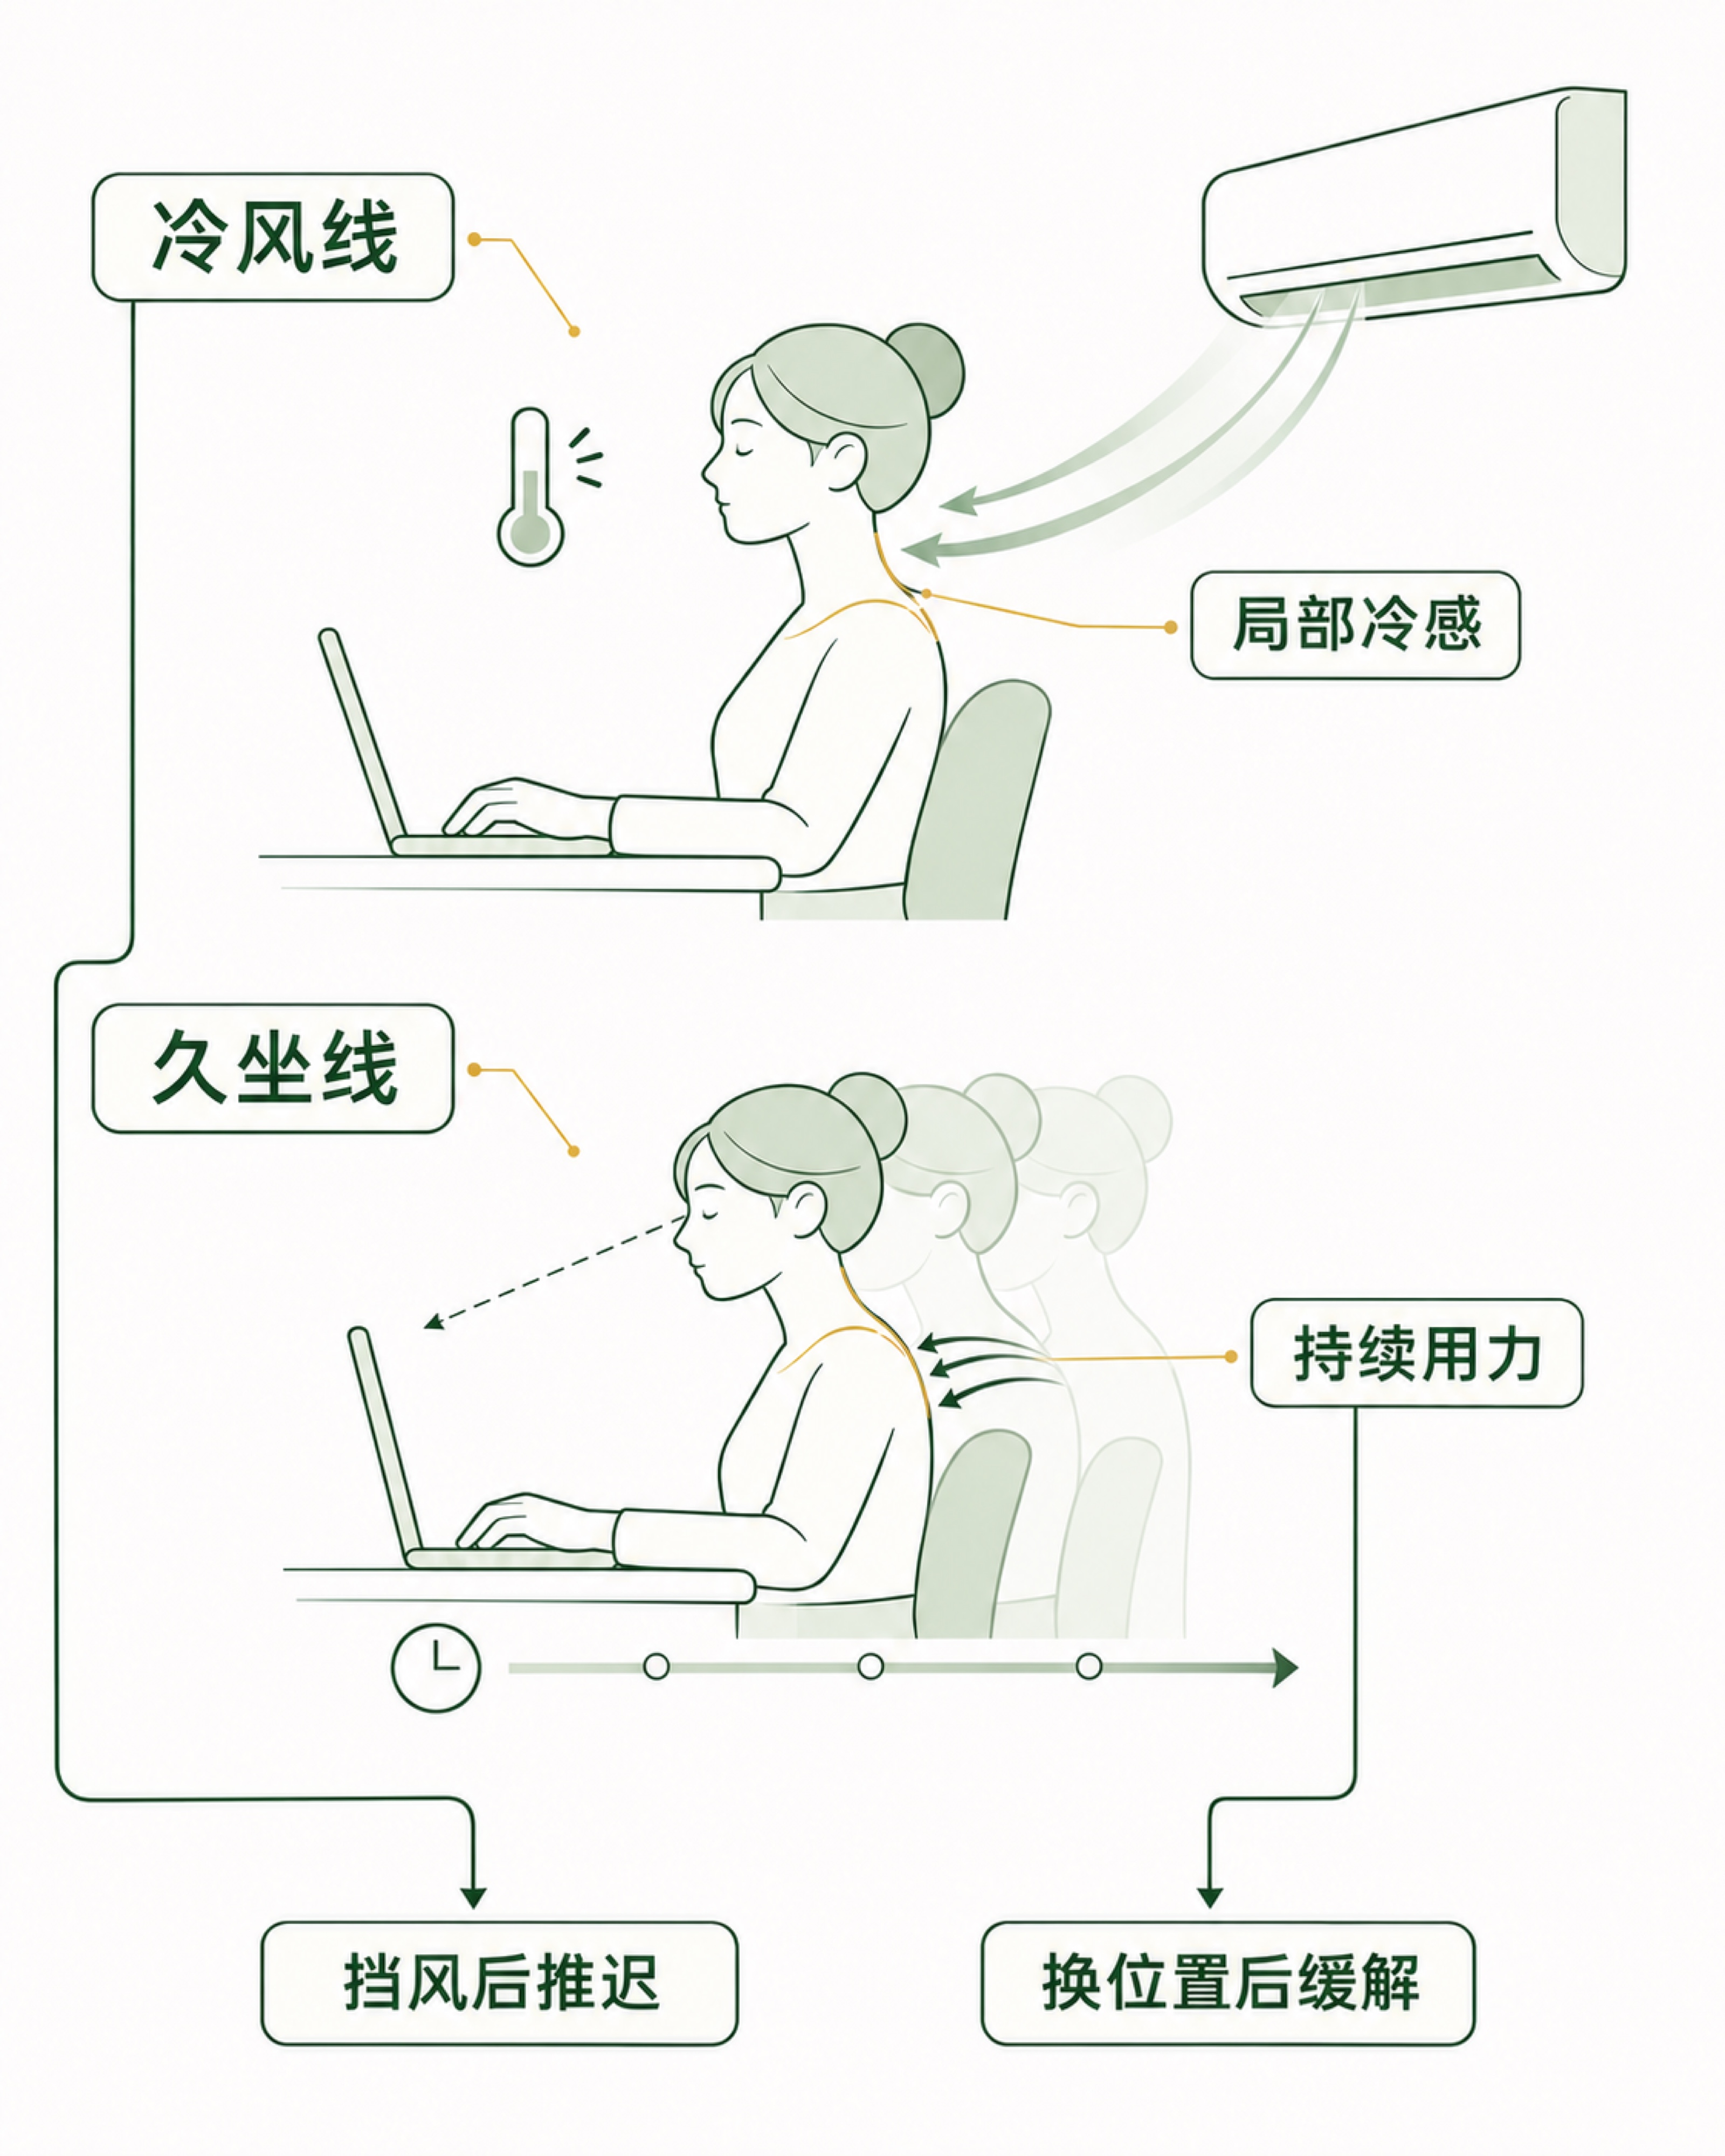 冷风线
局部冷感
久坐线
持续用力
挡风后推迟
换位置后缓解